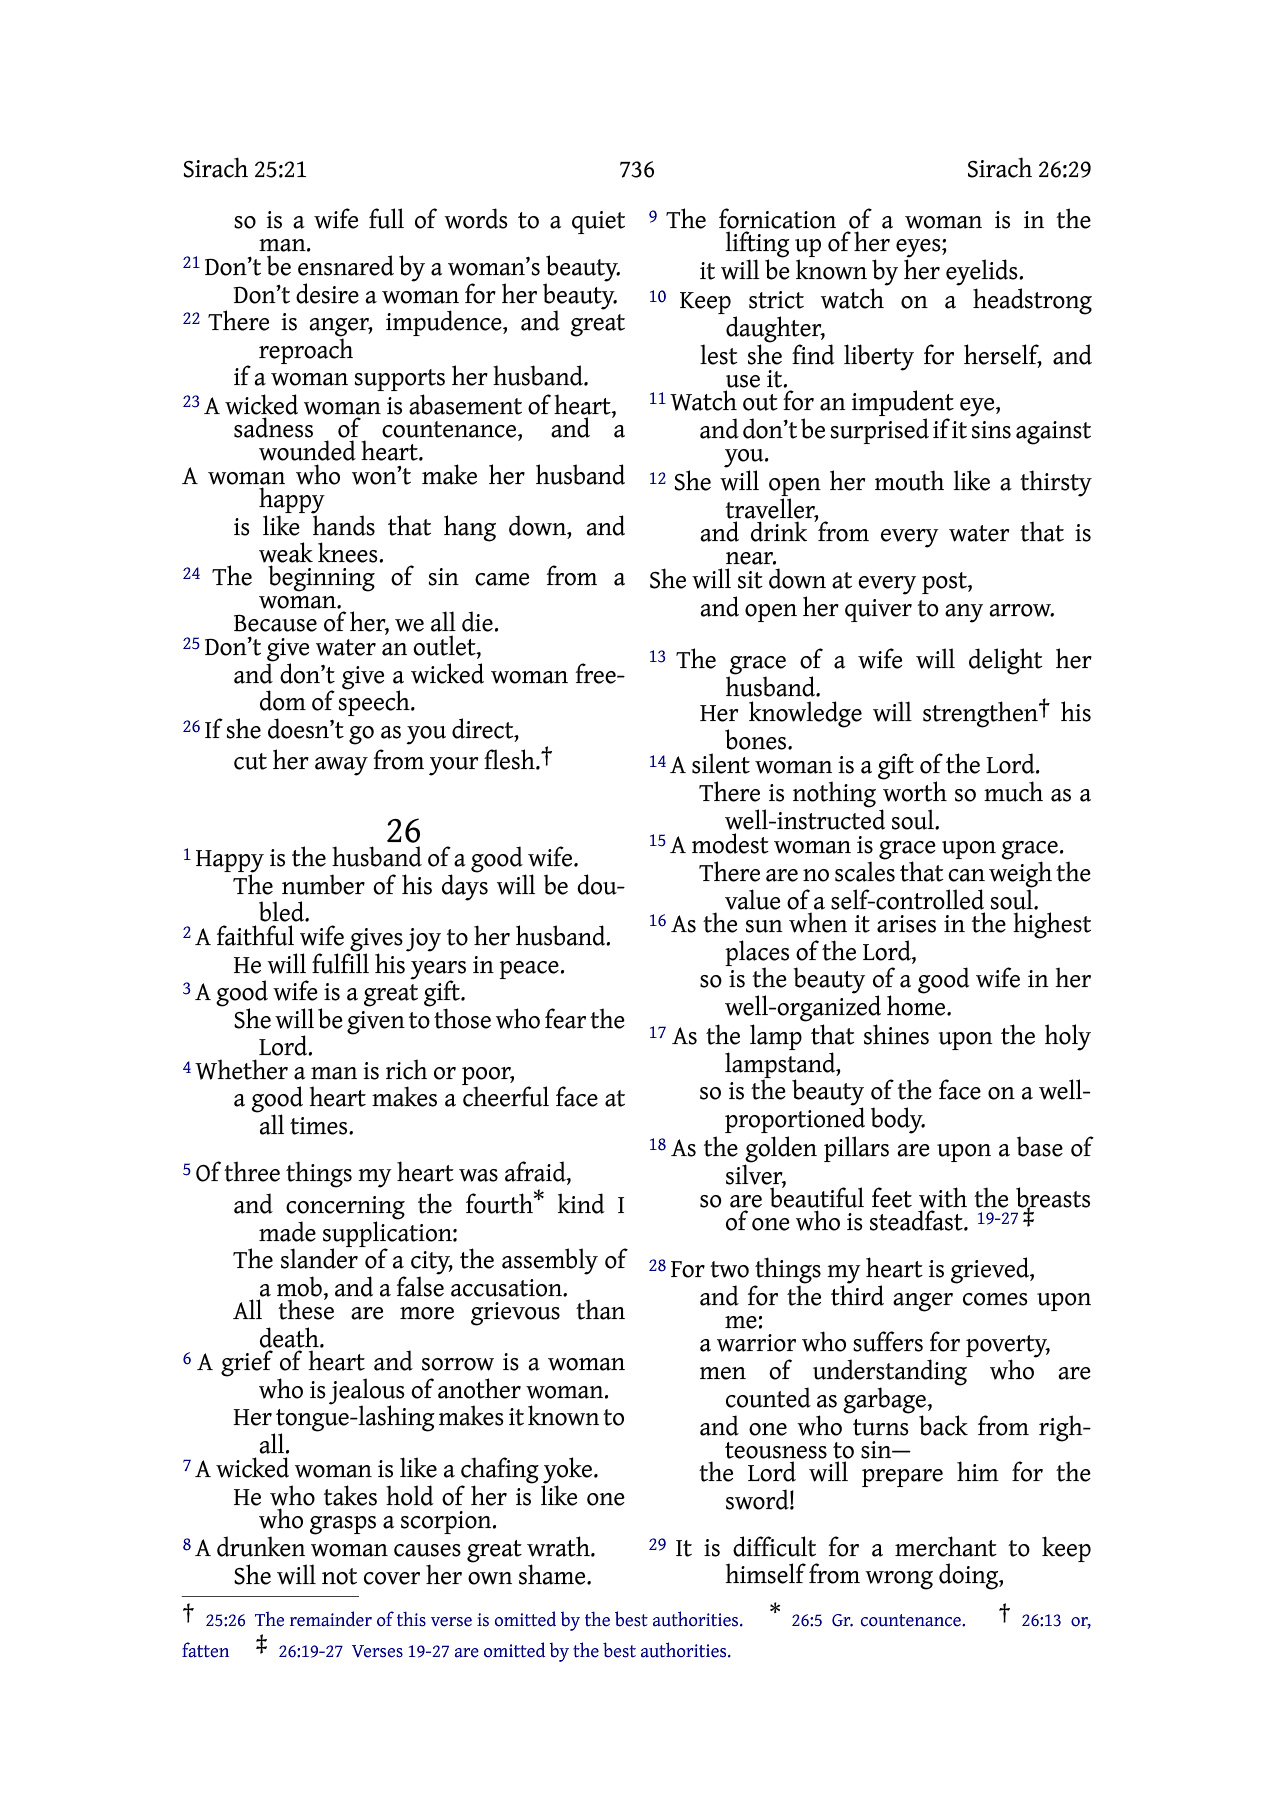 Sirach 25:21 736 Sirach 26:29
so is a wife full of words to a quiet
man.
21 Don’t be ensnared by a woman’s beauty.
Don’t desire a woman for her beauty.
22 There is anger, impudence, and great
reproach
if a woman supports her husband.
23 A wicked woman is abasement of heart,
sadness of countenance, and a
wounded heart.
A woman who won’t make her husband
happy
is like hands that hang down, and
weak knees.
24 The beginning of sin came from a
woman.
Because of her, we all die.
25 Don’t give water an outlet,
and don’t give a wicked woman free-
dom of speech.
26 If she doesn’t go as you direct,
cut her away from your flesh.†
26
1 Happy is the husband of a good wife.
The number of his days will be dou-
bled.
2 A faithful wife gives joy to her husband.
He will fulfill his years in peace.
3 A good wife is a great gift.
She will be given to those who fear the
Lord.
4 Whether a man is rich or poor,
a good heart makes a cheerful face at
all times.
5 Of three things my heart was afraid,
and concerning the fourth* kind I
made supplication:
The slander of a city, the assembly of
a mob, and a false accusation.
All these are more grievous than
death.
6 A grief of heart and sorrow is a woman
who is jealous of another woman.
Her tongue-lashing makes it known to
all.
7 A wicked woman is like a chafing yoke.
He who takes hold of her is like one
who grasps a scorpion.
8 A drunken woman causes great wrath.
She will not cover her own shame.
9 The fornication of a woman is in the
lifting up of her eyes;
it will be known by her eyelids.
10 Keep strict watch on a headstrong
daughter,
lest she find liberty for herself, and
use it.
11 Watch out for an impudent eye,
and don’t be surprised if it sins against
you.
12 She will open her mouth like a thirsty
traveller,
and drink from every water that is
near.
She will sit down at every post,
and open her quiver to any arrow.
13 The grace of a wife will delight her
husband.
Her knowledge will strengthen† his
bones.
14 A silent woman is a gift of the Lord.
There is nothing worth so much as a
well-instructed soul.
15 A modest woman is grace upon grace.
There are no scales that can weigh the
value of a self-controlled soul.
16 As the sun when it arises in the highest
places of the Lord,
so is the beauty of a good wife in her
well-organized home.
17 As the lamp that shines upon the holy
lampstand,
so is the beauty of the face on a well-
proportioned body.
18 As the golden pillars are upon a base of
silver,
so are beautiful feet with the breasts
of one who is steadfast. 19-27 ‡
28 For two things my heart is grieved,
and for the third anger comes upon
me:
a warrior who suffers for poverty,
men of understanding who are
counted as garbage,
and one who turns back from righ-
teousness to sin—
the Lord will prepare him for the
sword!
29 It is difficult for a merchant to keep
himself from wrong doing,
† 25:26 The remainder of this verse is omitted by the best authorities. * 26:5 Gr. countenance. † 26:13 or,
fatten ‡ 26:19-27 Verses 19-27 are omitted by the best authorities.